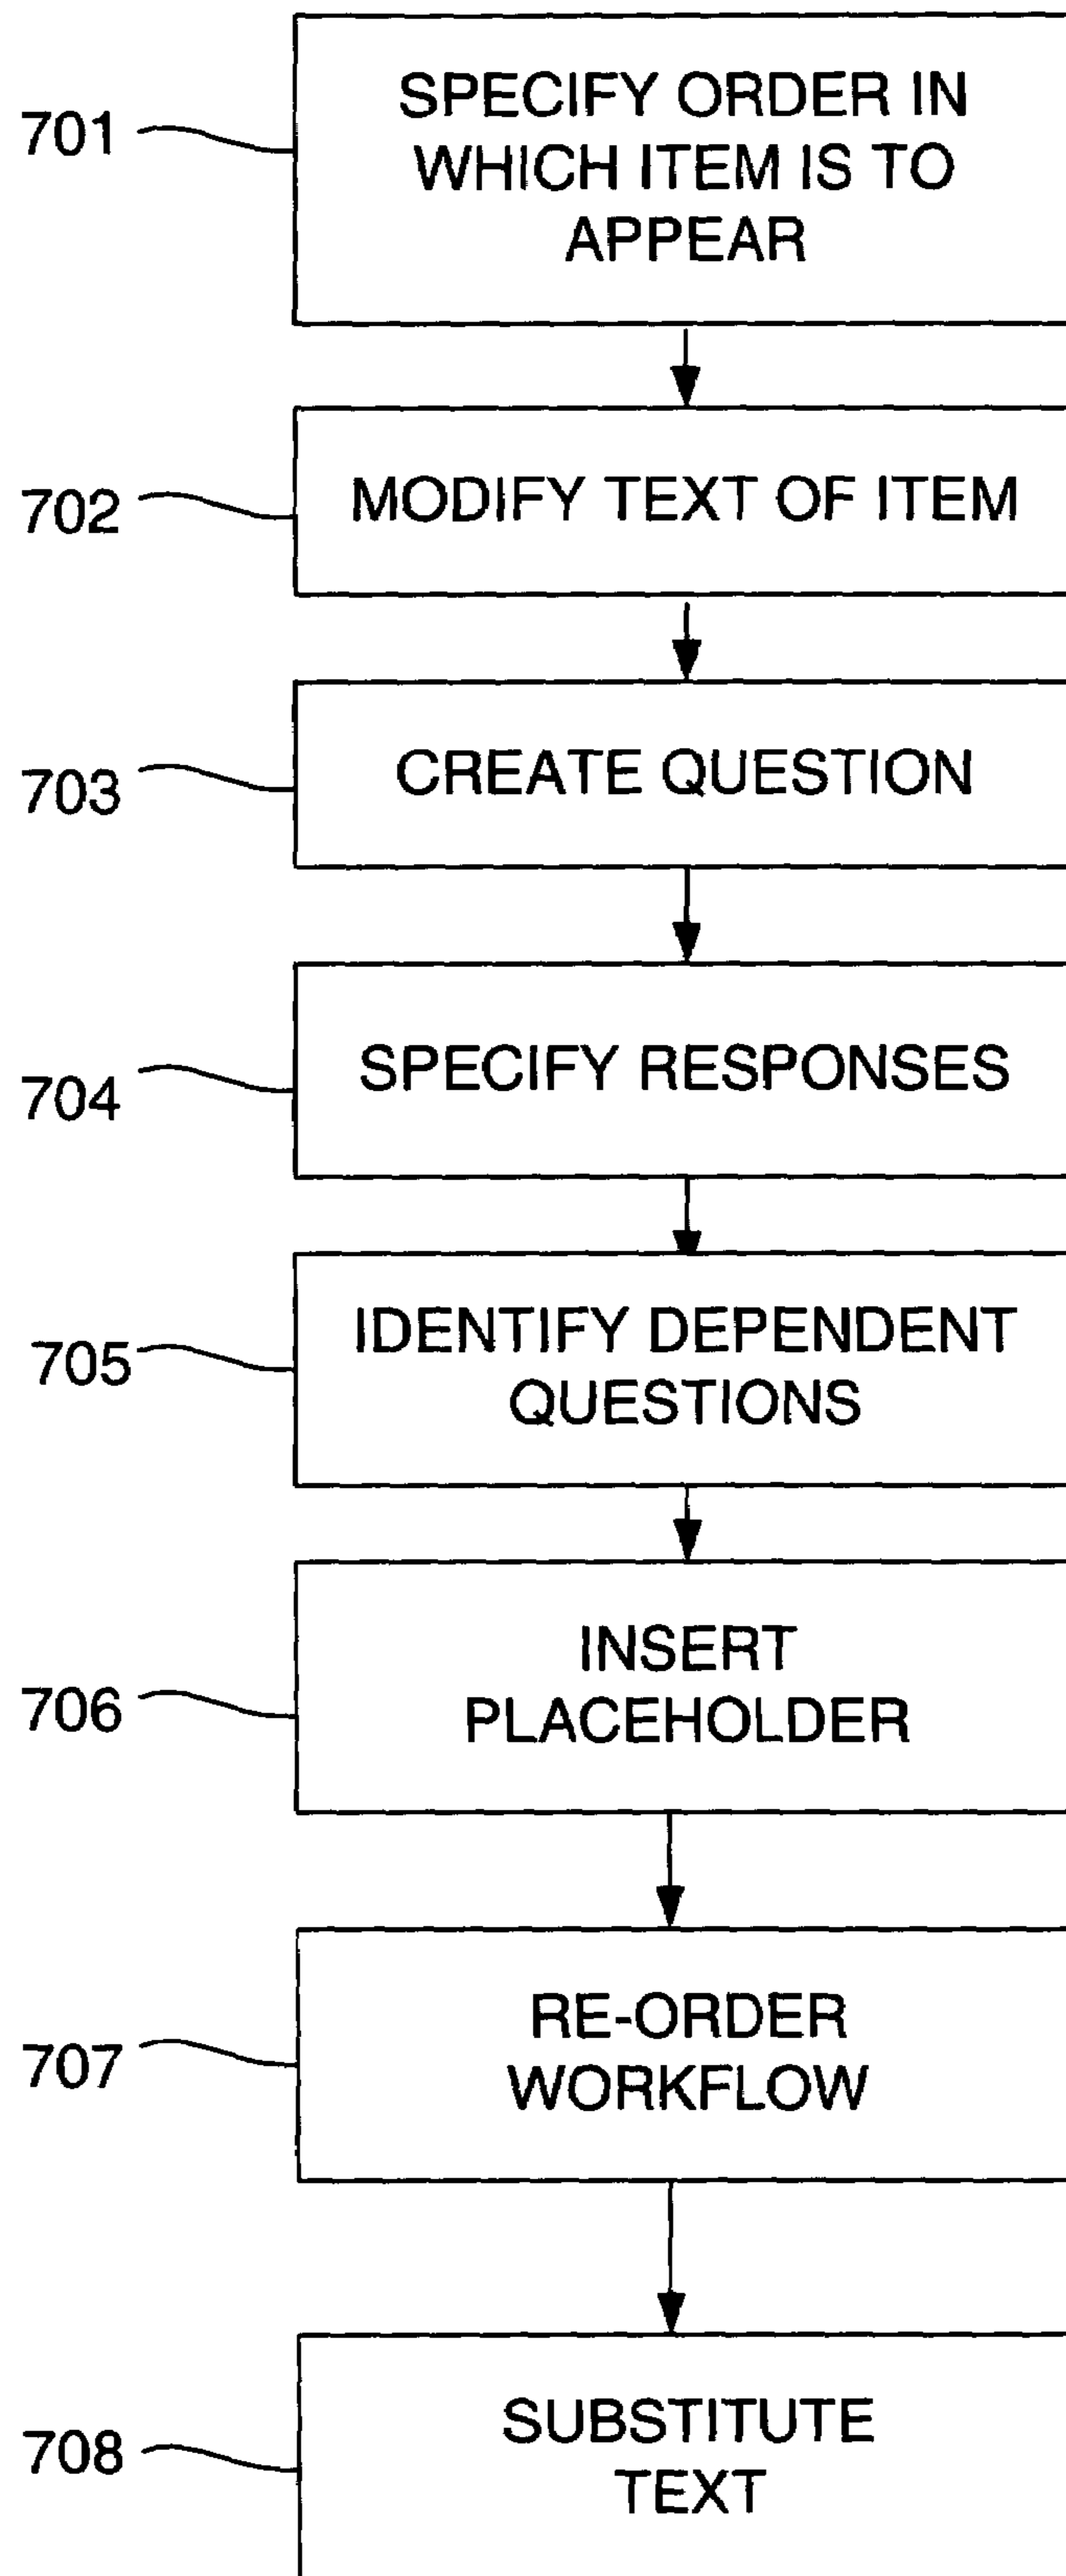 701
SPECIFY ORDER IN
WHICH ITEM IS TO
APPEAR
702
MODIFY TEXT OF ITEM
703
CREATE QUESTION
704
SPECIFY RESPONSES
705
IDENTIFY DEPENDENT
QUESTIONS
706
INSERT
PLACEHOLDER
707
RE-ORDER
WORKFLOW
708
SUBSTITUTE
TEXT